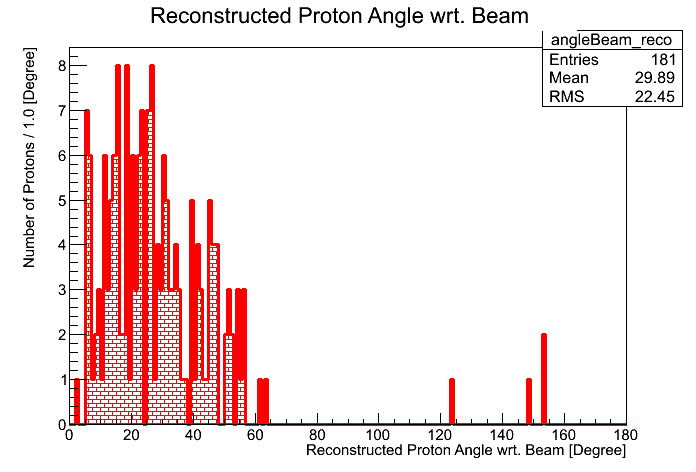 Reconstructed Proton Angle wrt. Beam
angleBeam_reco
Entries 181
Mean 29.89
RMS 22.45
Number of Protons / 1.0 [Degree]
8
7
6
5
4
3
2
1
0
0 20 40 60 80 100 120 140 160 180
Reconstructed Proton Angle wrt. Beam [Degree]